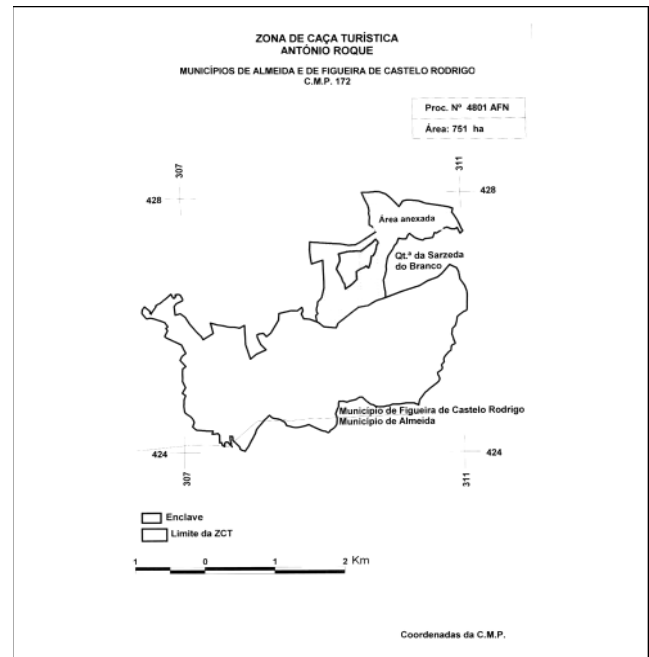 ZONA DE CAÇA TURÍSTICA
ANTÓNIO ROQUE
MUNICÍPIOS DE ALMEIDA E DE FIGUEIRA DE CASTELO RODRIGO
C.M.P. 172
Proc. Nº 4801 AFN
Área: 751 ha
307
311
428
428
Área anexada
Qt.ª da Sarzeda
do Branco
Município de Figueira de Castelo Rodrigo
Município de Almeida
424
424
307
311
Enclave
Limite da ZCT
1 0 1 2 Km
Coordenadas da C.M.P.